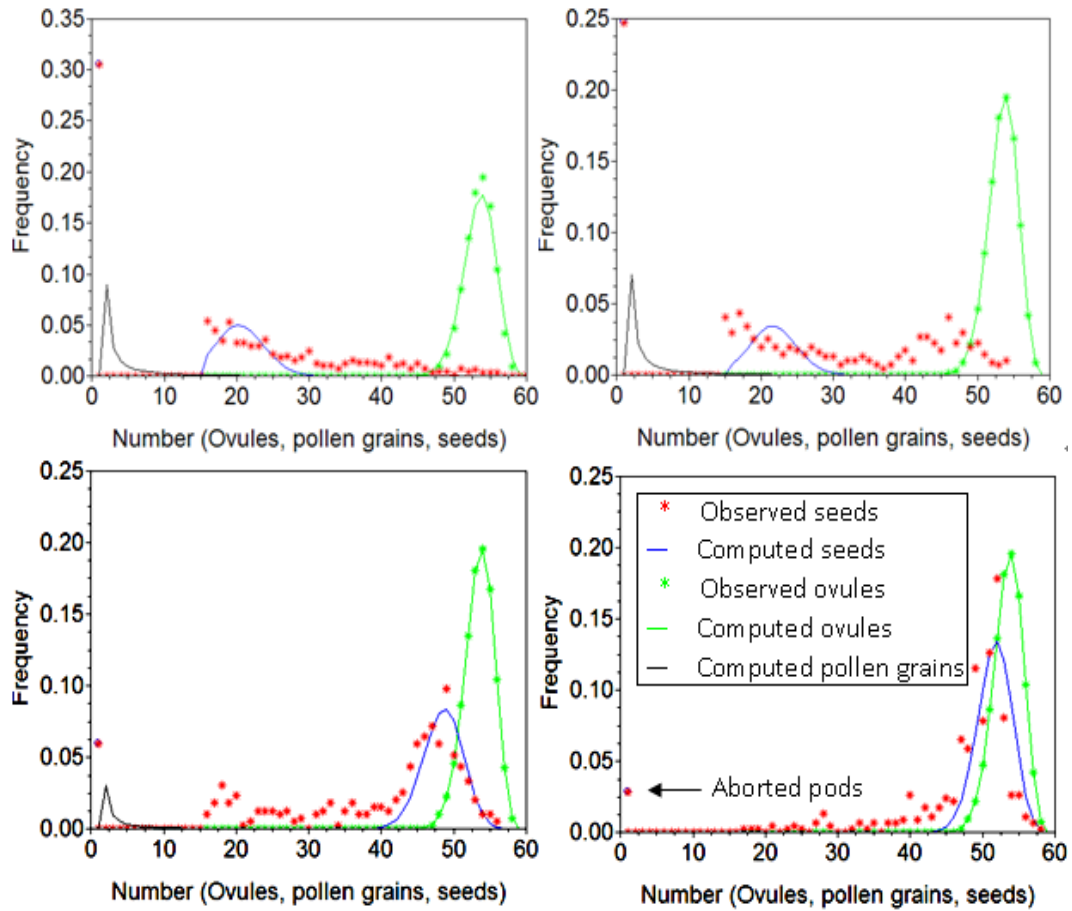 0.35
0.30
0.25
0.20
0.15
0.10
0.05
0.00
Frequency
0 10 20 30 40 50 60
Number (Ovules, pollen grains, seeds)
0.25
0.20
0.15
0.10
0.05
0.00
Frequency
0 10 20 30 40 50 60
Number (Ovules, pollen grains, seeds)
0.25
0.20
0.15
0.10
0.05
0.00
Frequency
0 10 20 30 40 50 60
Number (Ovules, pollen grains, seeds)
0.25
0.20
0.15
0.10
0.05
0.00
Frequency
Observed seeds
Computed seeds
Observed ovules
Computed ovules
Computed pollen grains
Aborted pods
0 10 20 30 40 50 60
Number (Ovules, pollen grains, seeds)